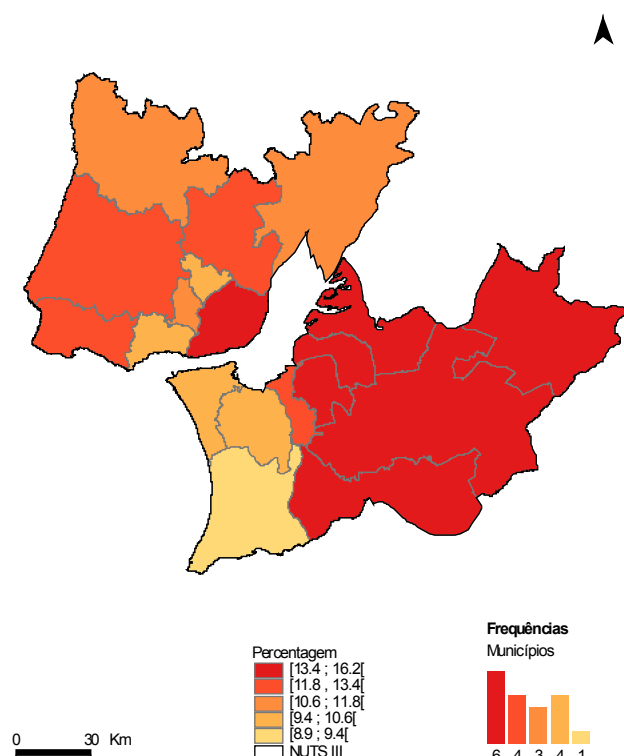 Frequências
Municípios
Percentagem
[13.4 ; 16.2[
[11.8 , 13.4[
[10.6 ; 11.8[
[9.4 ; 10.6[
[8.9 ; 9.4[
NUTS III
0 30 Km
6 4 3 4 1